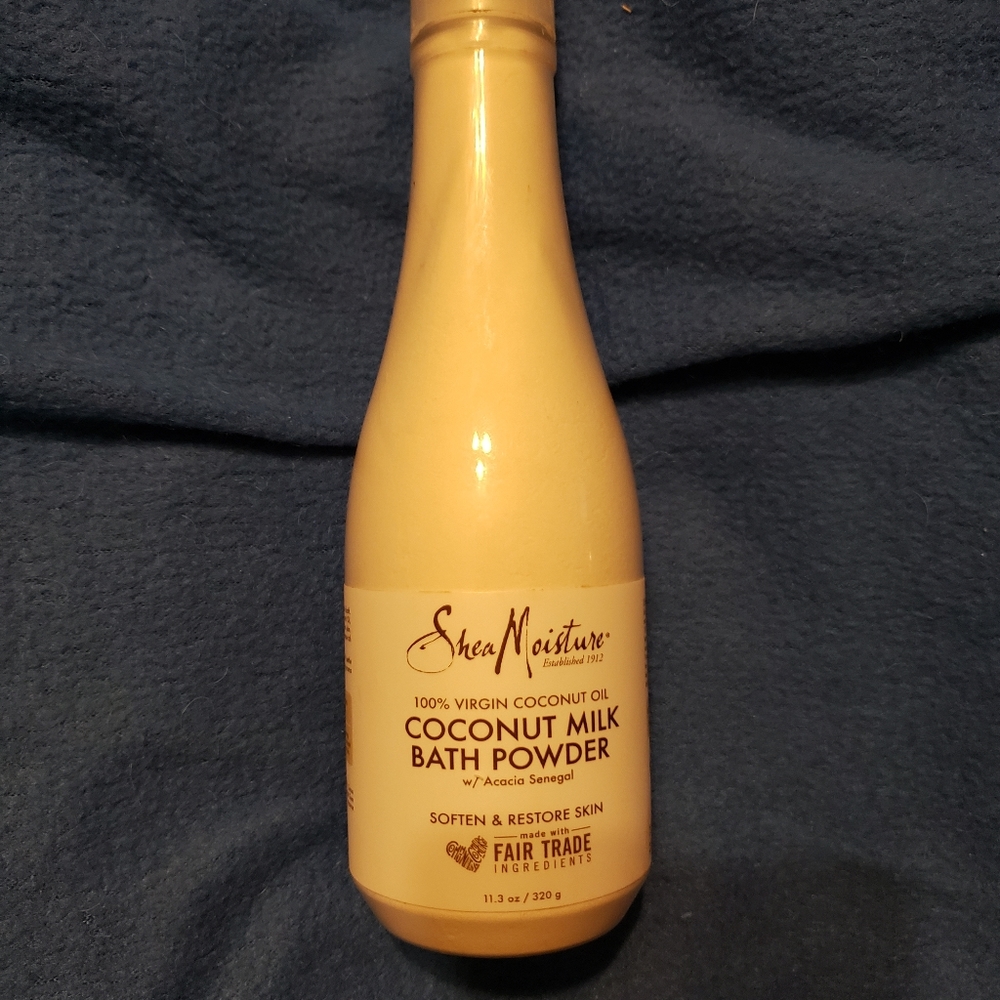 SheaMoisture®
Established 1912
100% VIRGIN COCONUT OIL
COCONUT MILK
BATH POWDER
w/ Acacia Senegal
SOFTEN & RESTORE SKIN
made with
FAIR TRADE
INGREDIENTS
11.3 oz / 320 g